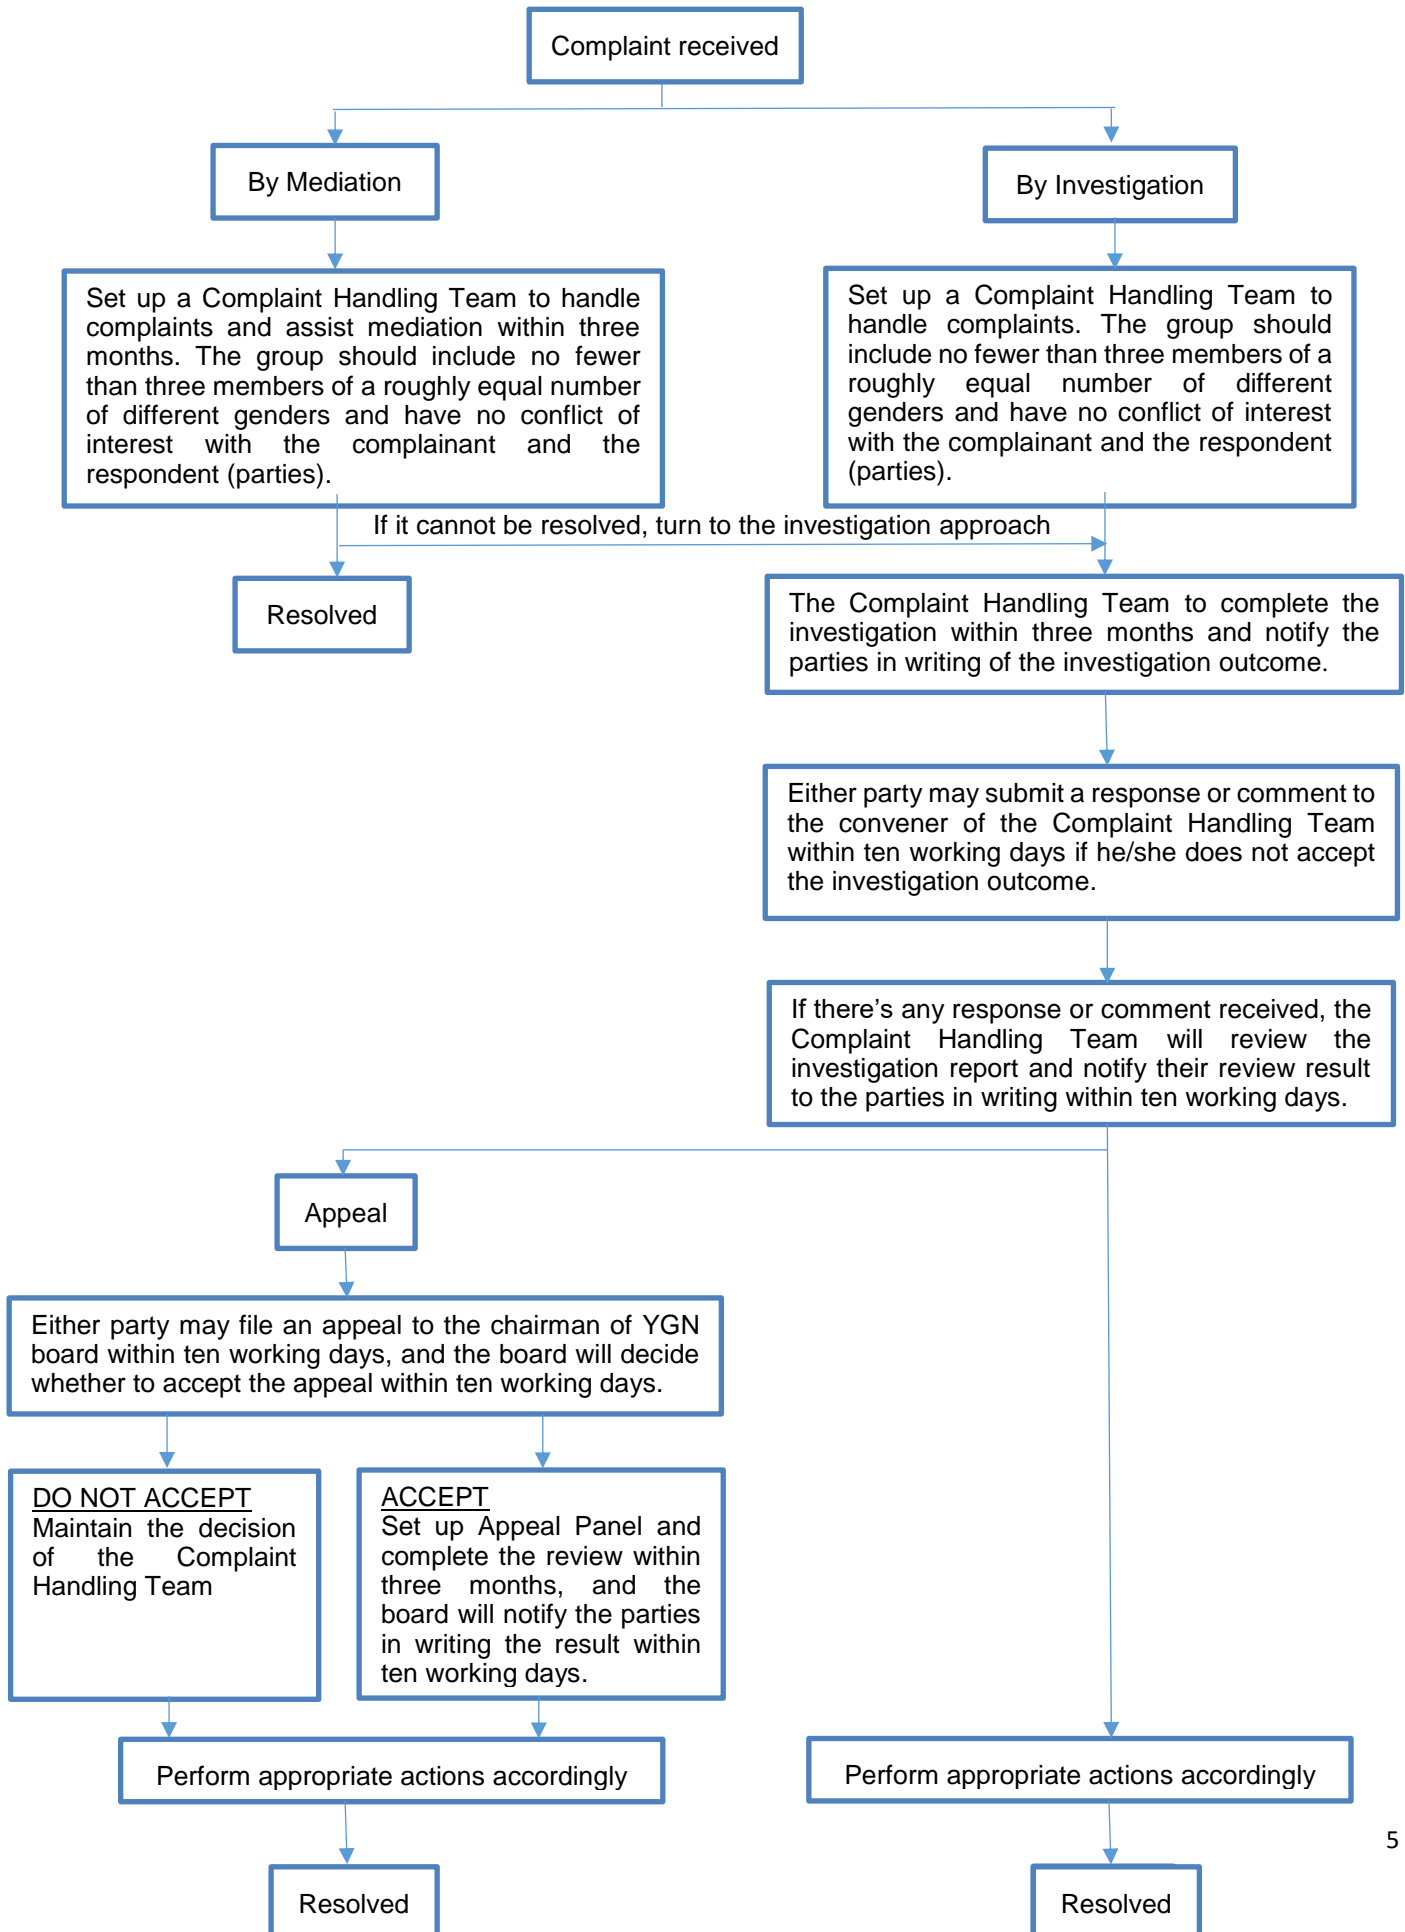 Complaint received
By Mediation
By Investigation
Set up a Complaint Handling Team to handle
complaints and assist mediation within three
months. The group should include no fewer
than three members of a roughly equal number
of different genders and have no conflict of
interest with the complainant and the
respondent (parties).
Set up a Complaint Handling Team to
handle complaints. The group should
include no fewer than three members of a
roughly equal number of different
genders and have no conflict of interest
with the complainant and the respondent
(parties).
If it cannot be resolved, turn to the investigation approach
Resolved
The Complaint Handling Team to complete the
investigation within three months and notify the
parties in writing of the investigation outcome.
Either party may submit a response or comment to
the convener of the Complaint Handling Team
within ten working days if he/she does not accept
the investigation outcome.
If there’s any response or comment received, the
Complaint Handling Team will review the
investigation report and notify their review result
to the parties in writing within ten working days.
Appeal
Either party may file an appeal to the chairman of YGN
board within ten working days, and the board will decide
whether to accept the appeal within ten working days.
DO NOT ACCEPT
Maintain the decision
of the Complaint
Handling Team
ACCEPT
Set up Appeal Panel and
complete the review within
three months, and the
board will notify the parties
in writing the result within
ten working days.
Perform appropriate actions accordingly
Perform appropriate actions accordingly
5
Resolved
Resolved